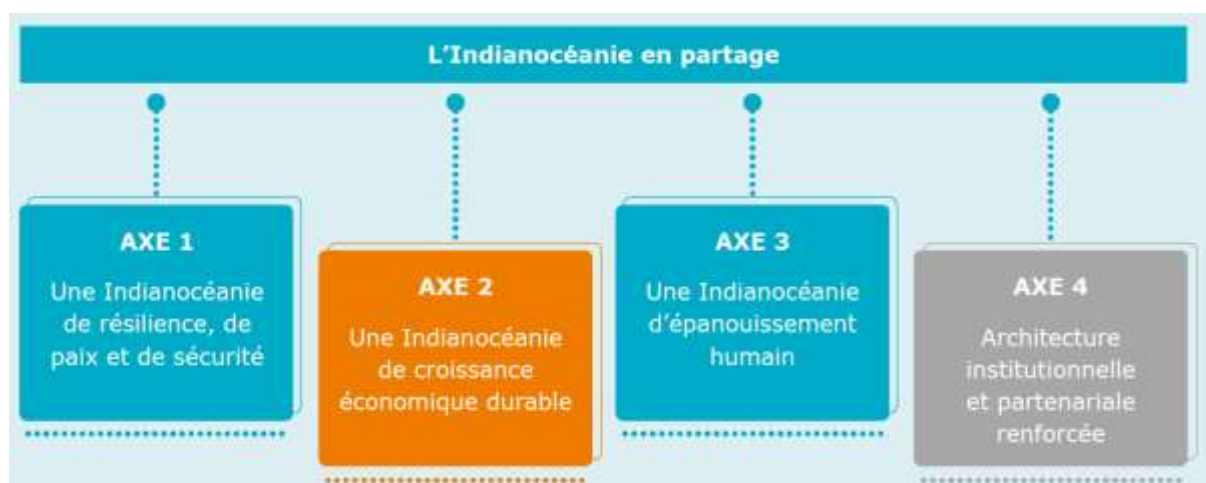 L'Indianocéanie en partage
AXE 1
Une Indianocéanie
de résilience, de
paix et de sécurité
AXE 2
Une Indianocéanie
de croissance
économique durable
AXE 3
Une Indianocéanie
d'épanouissement
humain
AXE 4
Architecture
institutionnelle
et partenariale
renforcée